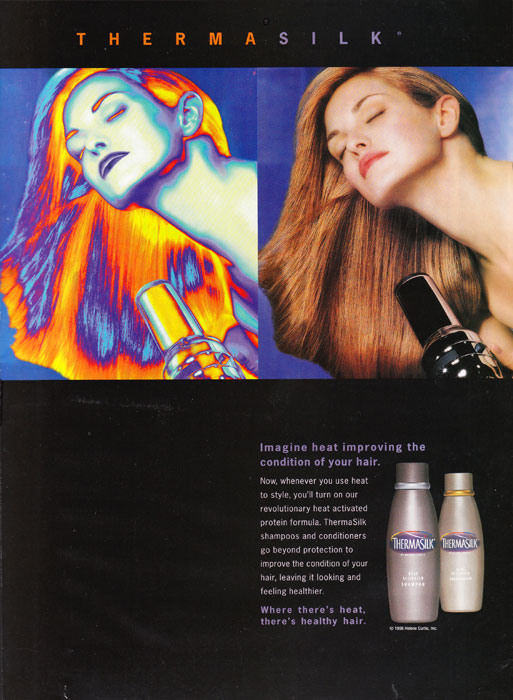 THERMASILK®
Imagine heat improving the
condition of your hair.
Now, whenever you use heat
to style, you'll turn on our
revolutionary heat activated
protein formula. ThermaSilk
shampoos and conditioners
go beyond protection to
improve the condition of your
hair, leaving it looking and
feeling healthier.
Where there's heat,
there's healthy hair.
THERMASILK
SHAMPOO
THERMASILK
© 1998 Helene Curtis, Inc.